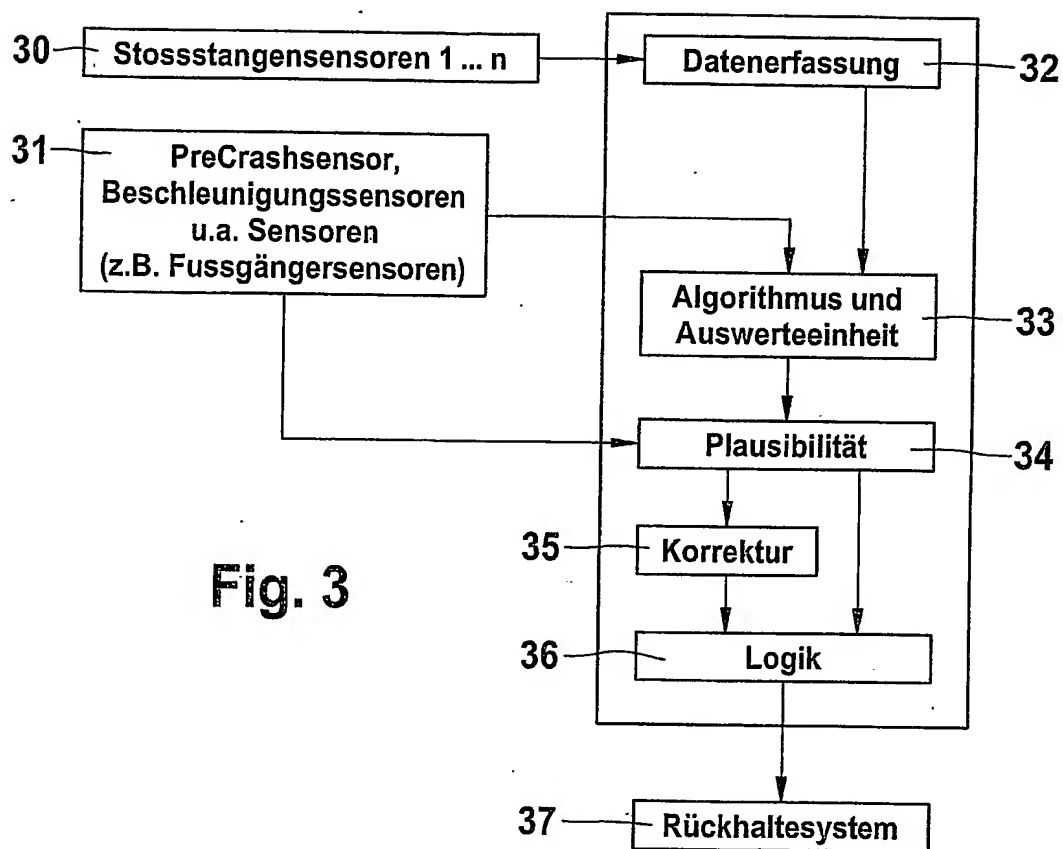 30 Stossstangensensoren 1 ... n
Datenerfassung 32
31 PreCrashsensor,
Beschleunigungssensoren
u.a. Sensoren
(z.B. Fussgängersensoren)
Algorithmus und
Auswerteeinheit 33
Plausibilität 34
35 Korrektur
Fig. 3
36 Logik
37 Rückhaltesystem